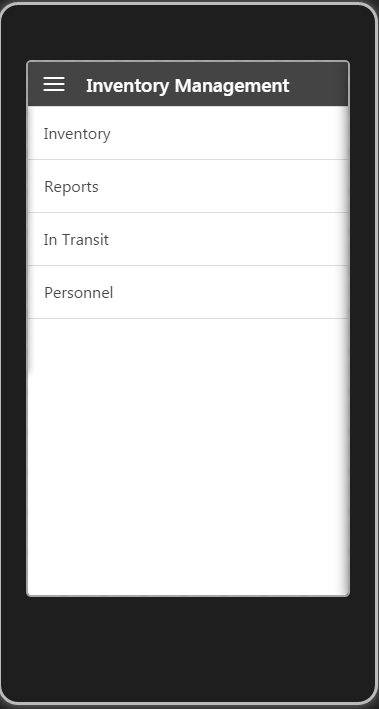 Inventory Management
Inventory
Reports
In Transit
Personnel